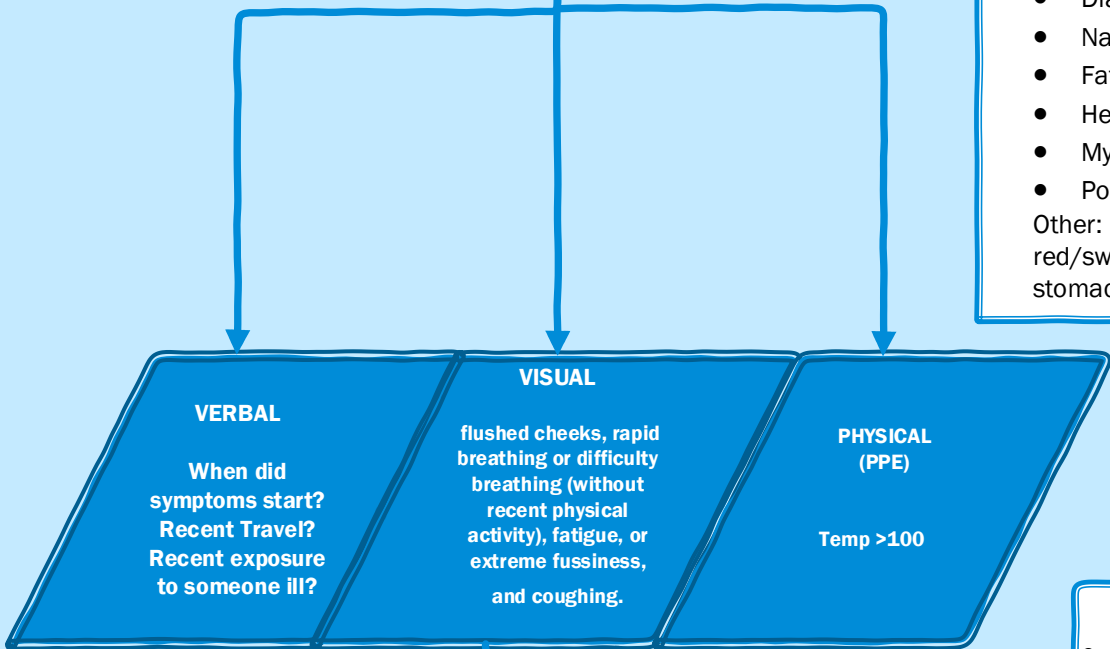 Other:
VERBAL
When did
symptoms start?
Recent Travel?
Recent exposure
to someone ill?
VISUAL
flushed cheeks, rapid
breathing or difficulty
breathing (without
recent physical
activity), fatigue, or
extreme fussiness,
and coughing.
PHYSICAL
(PPE)
Temp >100